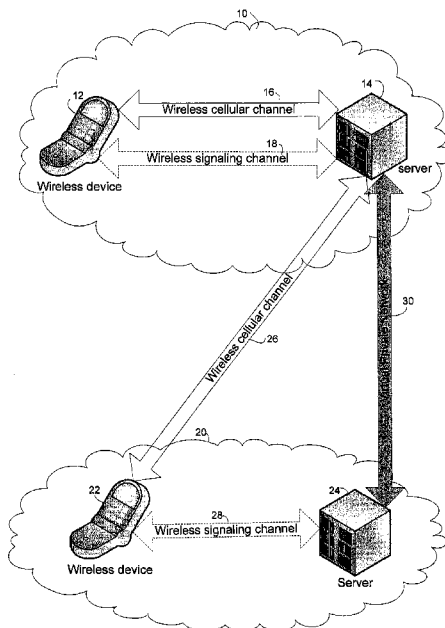 10
12
16
14
Wireless cellular channel
18
Wireless signaling channel
Wireless device
server
30
Wireless cellular channel
26
20
22
28
24
Wireless signaling channel
Wireless device
Server